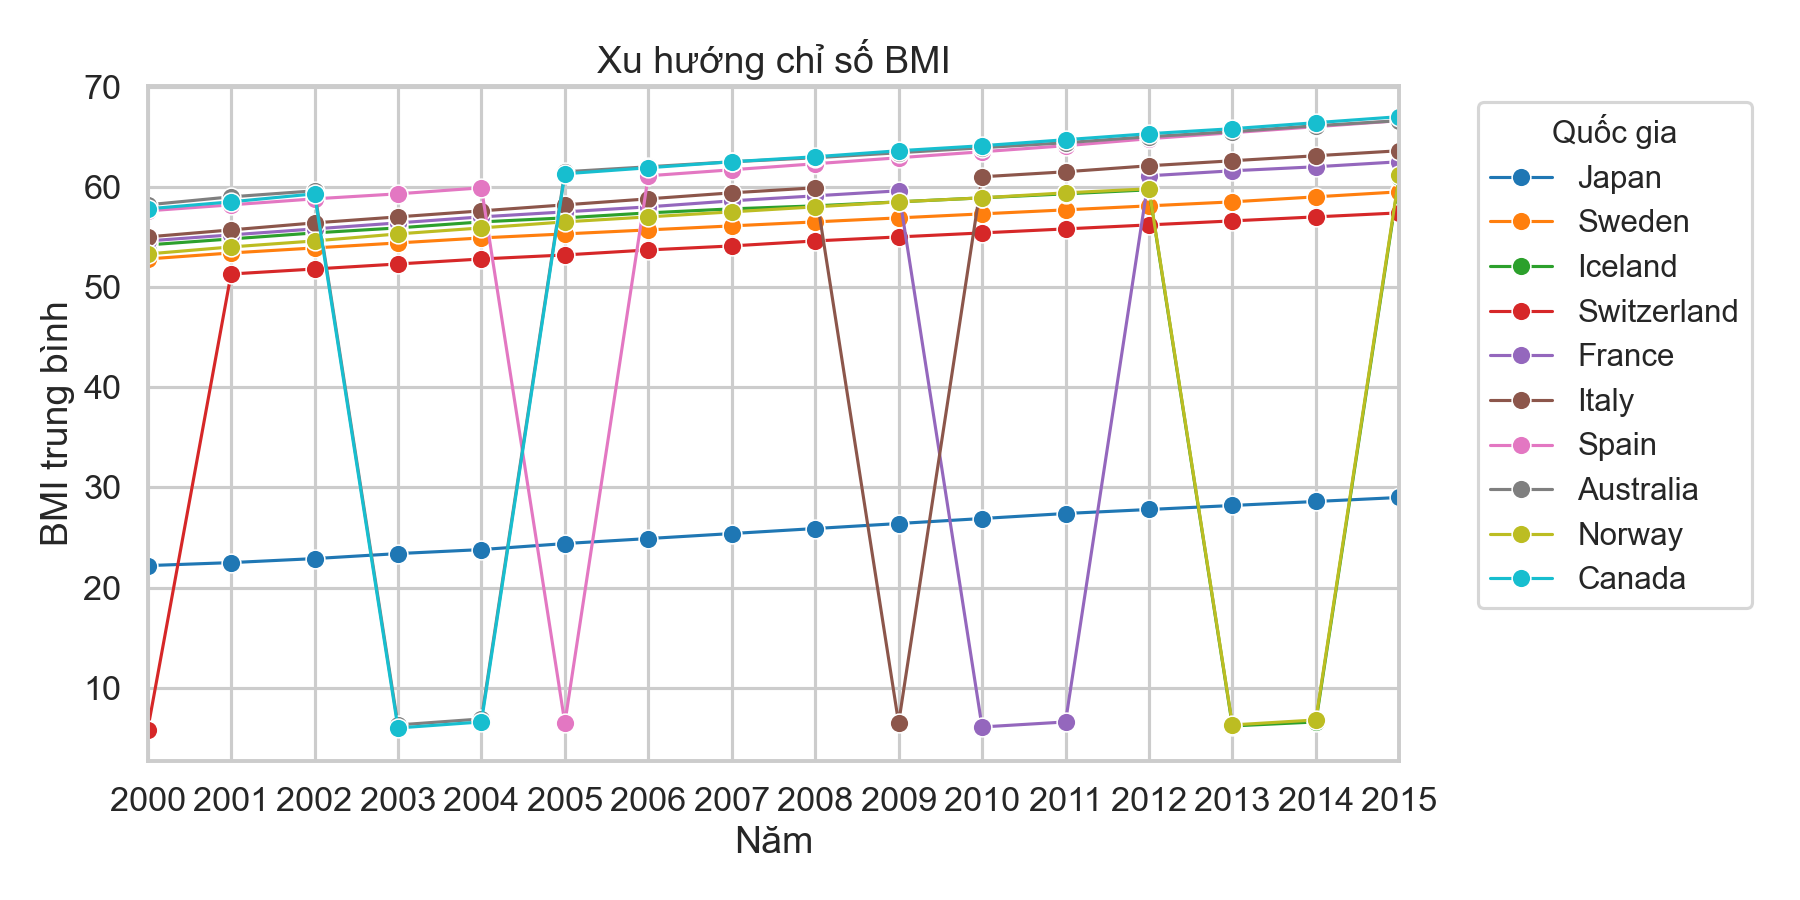 Xu hướng chỉ số BMI
70
60
50
40
30
20
10
BMI trung bình
2000 2001 2002 2003 2004 2005 2006 2007 2008 2009 2010 2011 2012 2013 2014 2015
Năm
Quốc gia
Japan
Sweden
Iceland
Switzerland
France
Italy
Spain
Australia
Norway
Canada